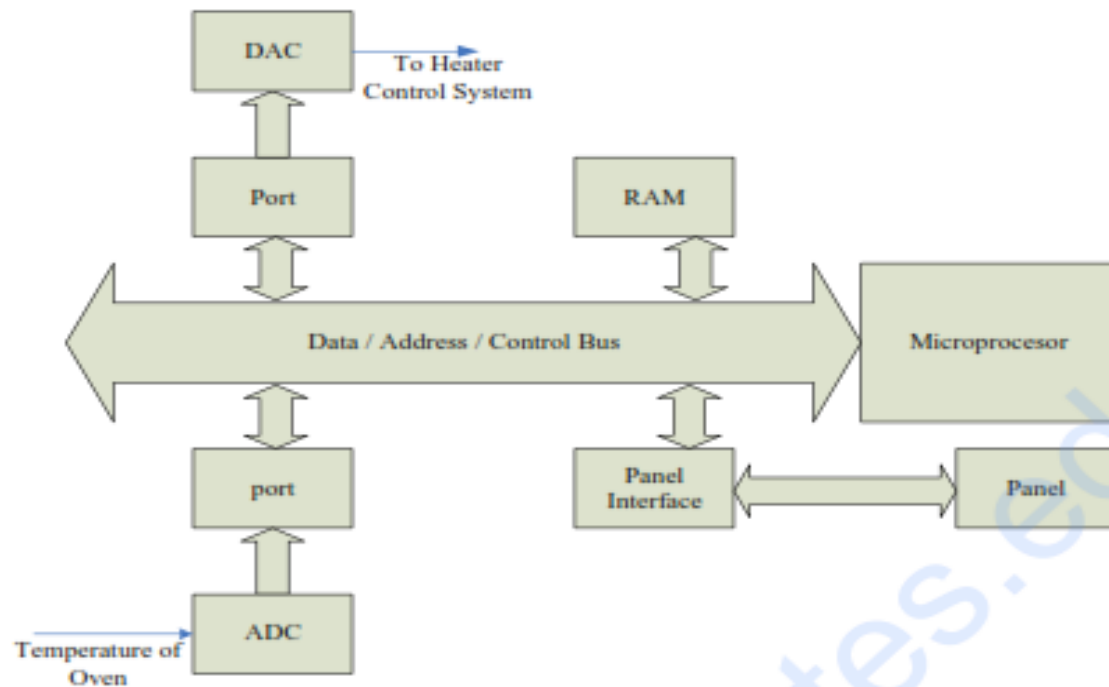 DAC
To Heater
Control System
Port
RAM
Data / Address / Control Bus
Microprocesor
port
Panel
Interface
Panel
ADC
Temperature of
Oven